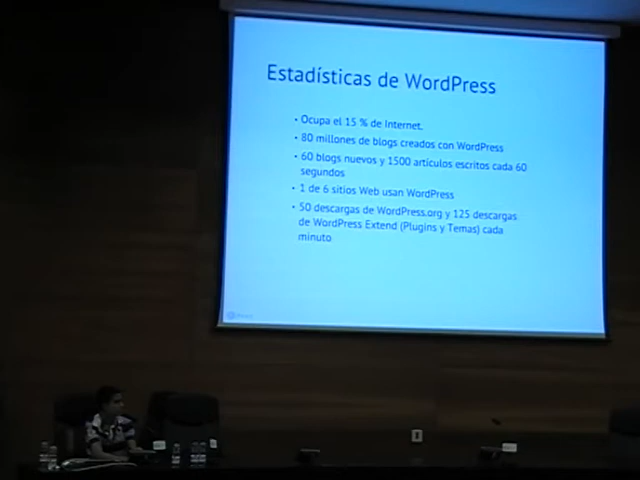 Estadísticas de WordPress
• Ocupa el 15 % de Internet.
• 80 millones de blogs creados con WordPress
• 60 blogs nuevos y 1500 artículos escritos cada 60
segundos
• 1 de 6 sitios Web usan WordPress
• 50 descargas de WordPress.org y 125 descargas
de WordPress Extend (Plugins y Temas) cada
minuto